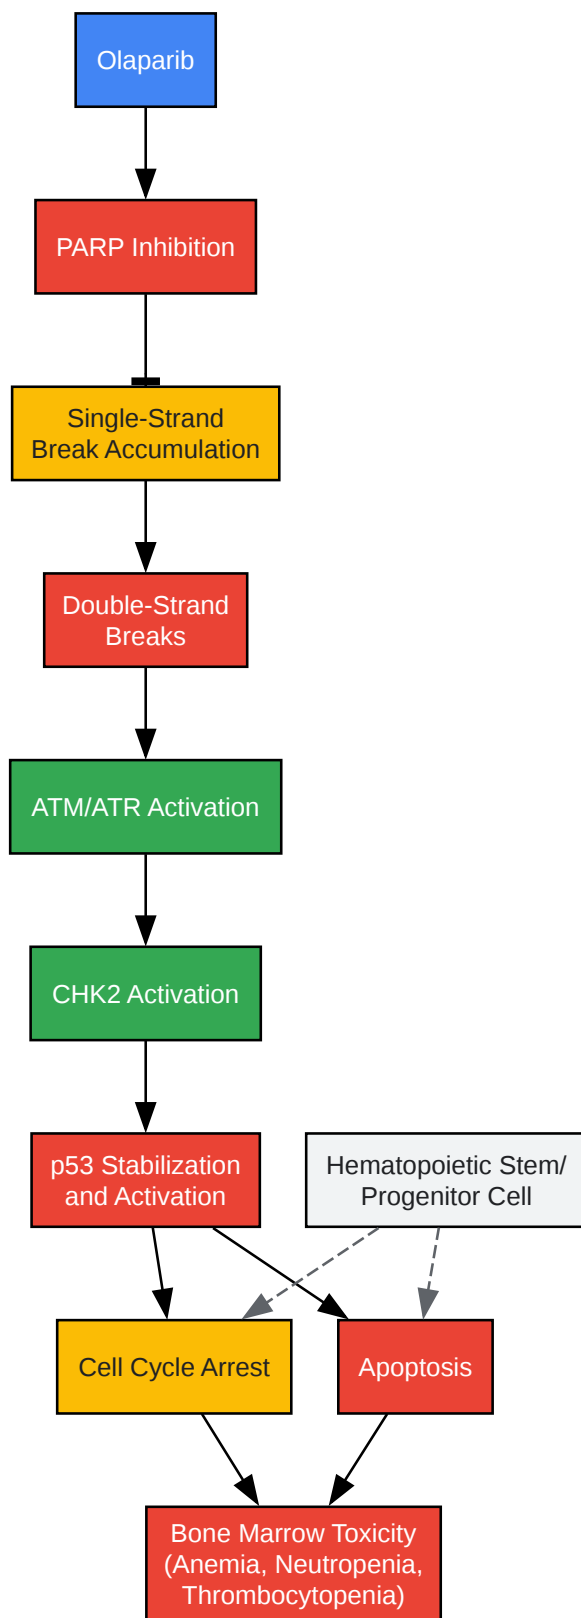 Olaparib
PARP Inhibition
Single-Strand
Break Accumulation
Double-Strand
Breaks
ATM/ATR Activation
CHK2 Activation
p53 Stabilization
and Activation
Hematopoietic Stem/
Progenitor Cell
Cell Cycle Arrest
Apoptosis
Bone Marrow Toxicity
(Anemia, Neutropenia,
Thrombocytopenia)